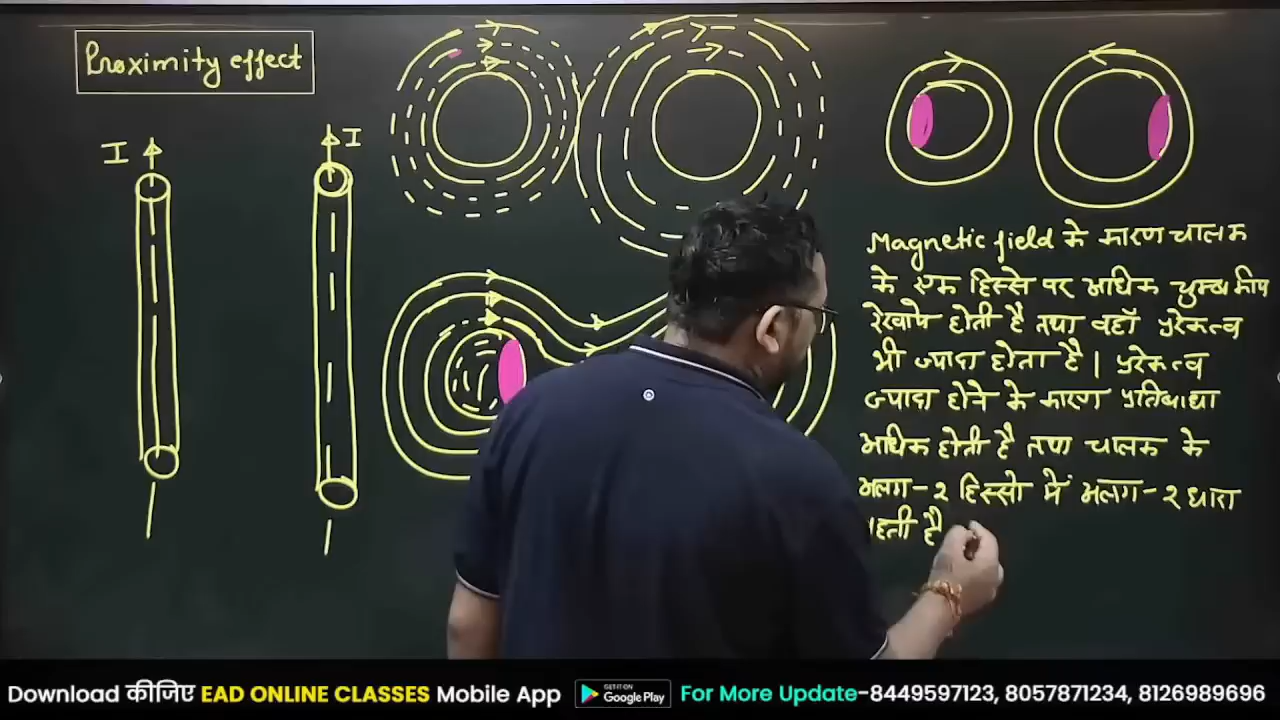 Proximity effect
I
I
Magnetic field के कारण चालक
के एक हिस्से पर अधिक चुम्बकीय
रेखायें होती है तथा वहाँ प्रेरकत्व
भी ज्यादा होता है। प्रेरकत्व
ज्यादा होने के कारण प्रतिबाधा
अधिक होती है तथा चालक के
अलग-२ हिस्सो में अलग-२ धारा
है
Download कीजिए EAD ONLINE CLASSES Mobile App
GET IT ON
Google Play
For More Update-8449597123, 8057871234, 8126989696